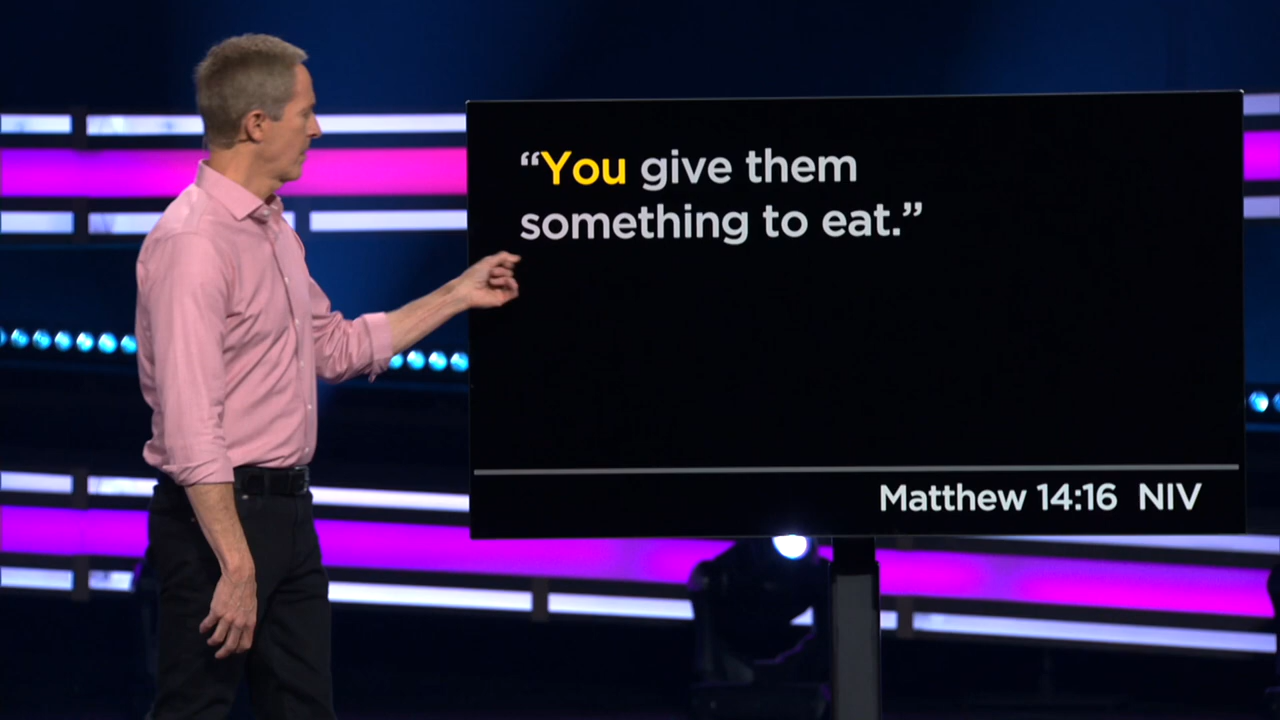 “You give them
something to eat.”
Matthew 14:16 NIV